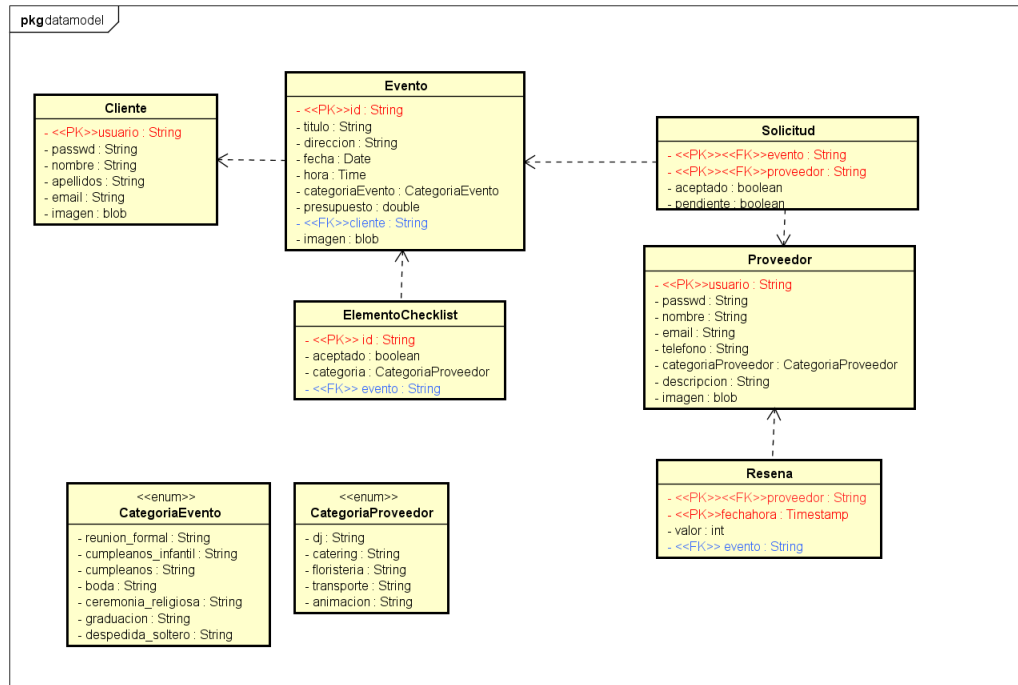 pkg datamodel
Cliente
- <<PK>>usuario : String
- passwd : String
- nombre : String
- apellidos : String
- email : String
- imagen : blob
Evento
- <<PK>>id : String
- titulo : String
- direccion : String
- fecha : Date
- hora : Time
- categoriaEvento : CategoriaEvento
- presupuesto : double
- <<FK>>cliente : String
- imagen : blob
Solicitud
- <<PK>><<FK>>evento : String
- <<PK>><<FK>>proveedor : String
- aceptado : boolean
- pendiente : boolean
Proveedor
- <<PK>>usuario : String
- passwd : String
- nombre : String
- email : String
- telefono : String
- categoriaProveedor : CategoriaProveedor
- descripcion : String
- imagen : blob
ElementoChecklist
- <<PK>> id : String
- aceptado : boolean
- categoria : CategoriaProveedor
- <<FK>> evento : String
Resena
- <<PK>><<FK>>proveedor : String
- <<PK>>fechahora : Timestamp
- valor : int
- <<FK>> evento : String
<<enum>>
CategoriaEvento
- reunion_formal : String
- cumpleanos_infantil : String
- cumpleanos : String
- boda : String
- ceremonia_religiosa : String
- graduacion : String
- despedida_soltero : String
<<enum>>
CategoriaProveedor
- dj : String
- catering : String
- floristeria : String
- transporte : String
- animacion : String